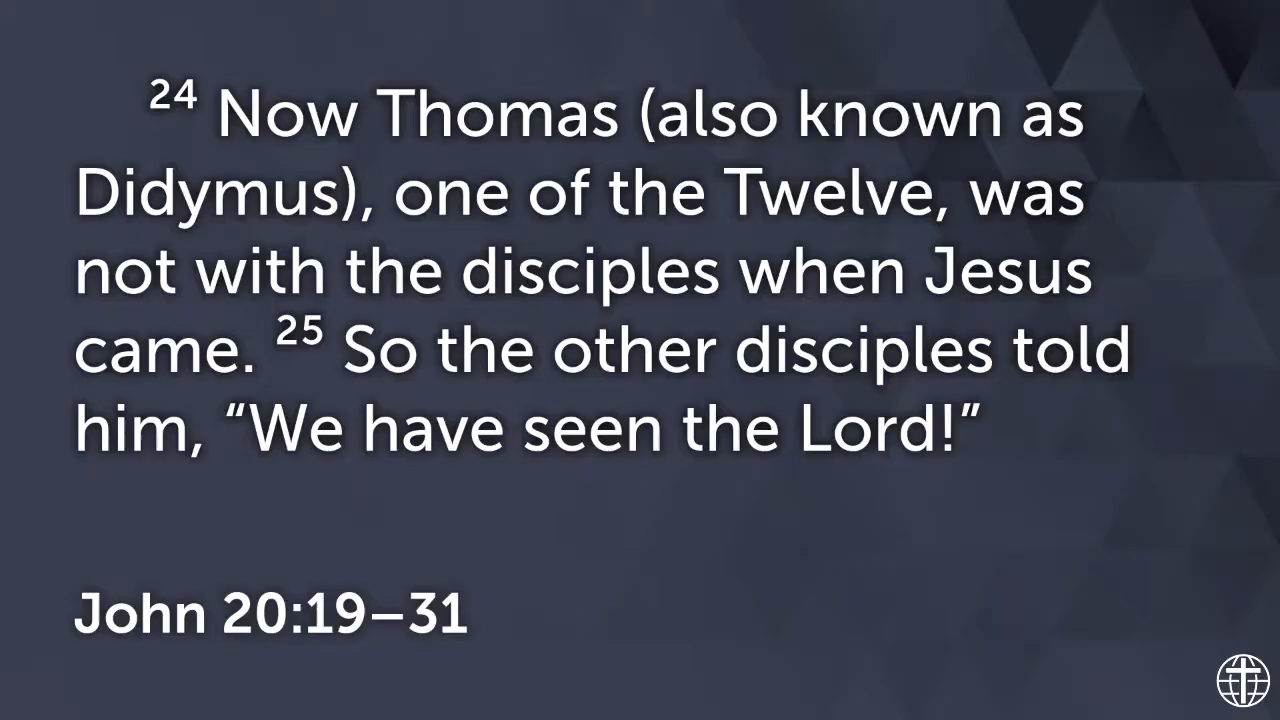 24 Now Thomas (also known as
Didymus), one of the Twelve, was
not with the disciples when Jesus
came. 25 So the other disciples told
him, “We have seen the Lord!”
John 20:19–31